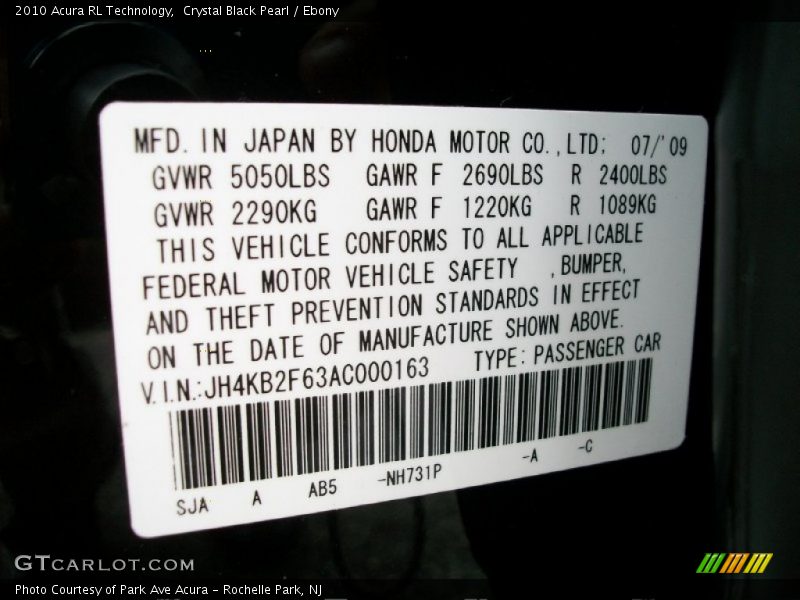 2010 Acura RL Technology,  Crystal Black Pearl / Ebony
MFD. IN JAPAN BY HONDA MOTOR CO.,LTD; 07/'09
GVWR 5050LBS GAWR F 2690LBS R 2400LBS
GVWR 2290KG GAWR F 1220KG R 1089KG
THIS VEHICLE CONFORMS TO ALL APPLICABLE
FEDERAL MOTOR VEHICLE SAFETY ,BUMPER,
AND THEFT PREVENTION STANDARDS IN EFFECT
ON THE DATE OF MANUFACTURE SHOWN ABOVE.
V.I.N.:JH4KB2F63AC000163 TYPE: PASSENGER CAR
SJA A AB5 -NH731P -A -C
GTCARLOT.COM
Photo Courtesy of Park Ave Acura - Rochelle Park, NJ